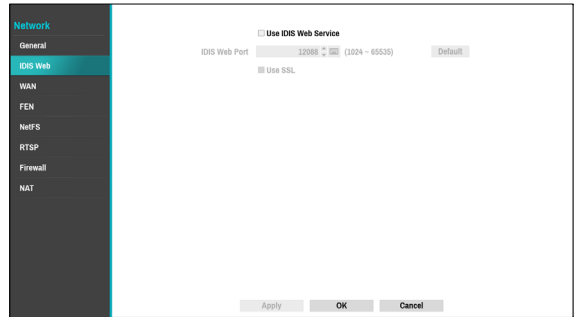 Network
General
IDIS Web
WAN
FEN
NetFS
RTSP
Firewall
NAT
Use IDIS Web Service
IDIS Web Port 12088 (1024 ~ 65535) Default
Use SSL
Apply OK Cancel